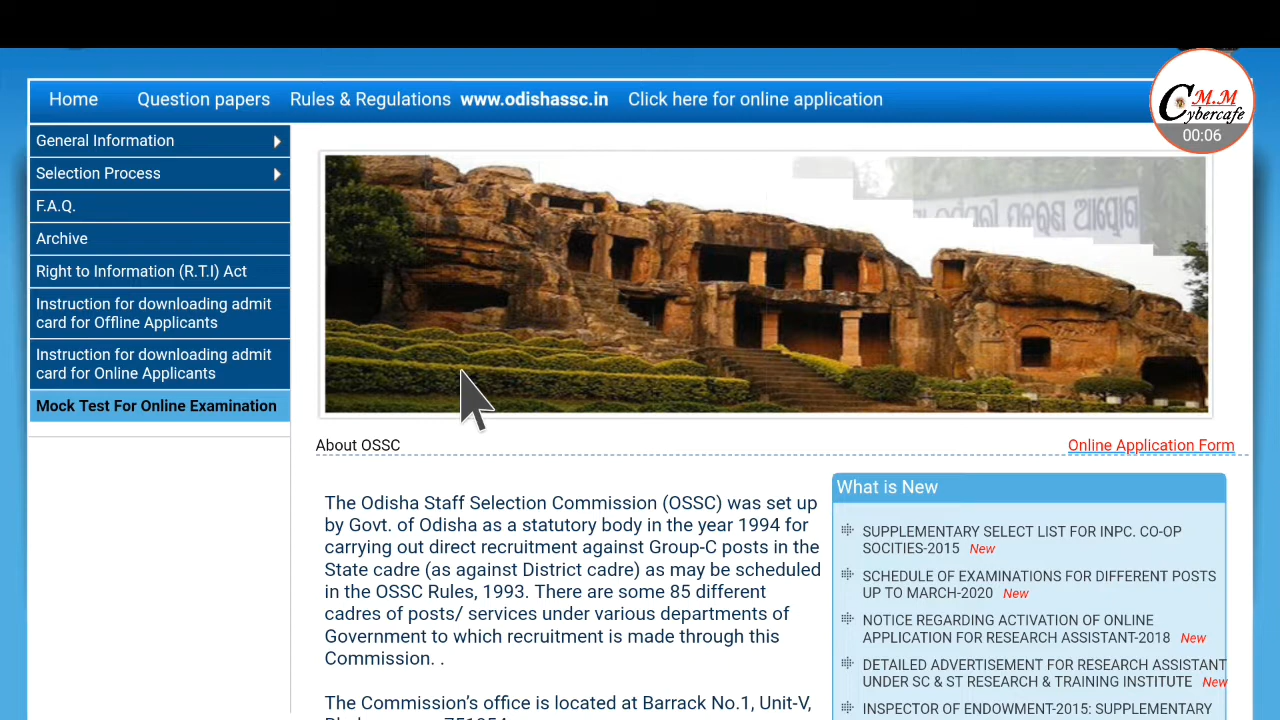 Home Question papers Rules & Regulations www.odishassc.in Click here for online application
C M.M
ybercafe
00:06
General Information
Selection Process
F.A.Q.
Archive
Right to Information (R.T.I) Act
Instruction for downloading admit
card for Offline Applicants
Instruction for downloading admit
card for Online Applicants
Mock Test For Online Examination
About OSSC
Online Application Form
The Odisha Staff Selection Commission (OSSC) was set up
by Govt. of Odisha as a statutory body in the year 1994 for
carrying out direct recruitment against Group-C posts in the
State cadre (as against District cadre) as may be scheduled
in the OSSC Rules, 1993. There are some 85 different
cadres of posts/ services under various departments of
Government to which recruitment is made through this
Commission. .
The Commission's office is located at Barrack No.1, Unit-V,
What is New
SUPPLEMENTARY SELECT LIST FOR INPC. CO-OP
SOCITIES-2015 New
SCHEDULE OF EXAMINATIONS FOR DIFFERENT POSTS
UP TO MARCH-2020 New
NOTICE REGARDING ACTIVATION OF ONLINE
APPLICATION FOR RESEARCH ASSISTANT-2018 New
DETAILED ADVERTISEMENT FOR RESEARCH ASSISTANT
UNDER SC & ST RESEARCH & TRAINING INSTITUTE New
INSPECTOR OF ENDOWMENT-2015: SUPPLEMENTARY